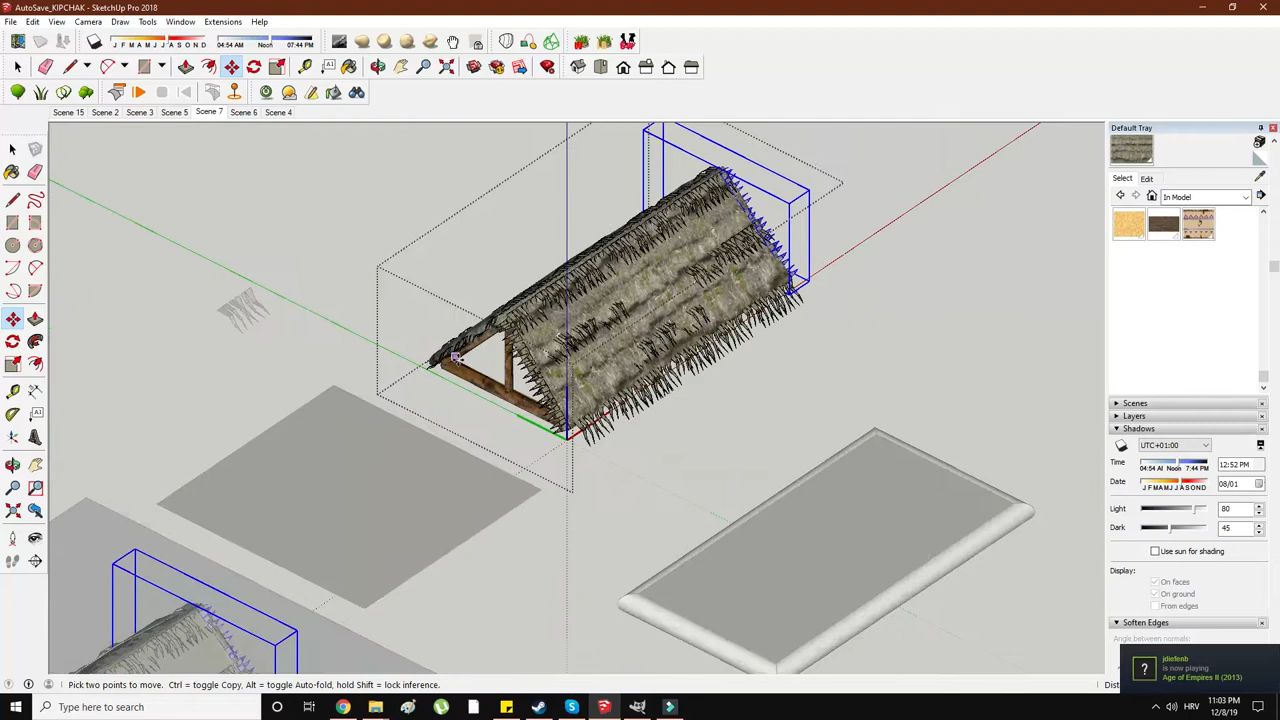 AutoSave_KIPCHAK - SketchUp Pro 2018
File Edit View Camera Draw Tools Window Extensions Help
J F M A M J J A S O N D 04:54 AM Noon 07:44 PM
Scene 15 Scene 2 Scene 3 Scene 5 Scene 7 Scene 6 Scene 4
Default Tray
Select Edit
In Model
Scenes
Layers
Shadows
UTC+01:00
Time 04:54 AM Noon 7:44 PM 12:52 PM
Date J F M A M J J A S O N D 08/01
Light 80
Dark 45
Use sun for shading
Display:
On faces
On ground
From edges
Soften Edges
Angle between normals:
jdiefenb
is now playing
Age of Empires II (2013)
Pick two points to move. Ctrl = toggle Copy, Alt = toggle Auto-fold, hold Shift = lock inference.
Type here to search
HRV
11:03 PM
12/8/19